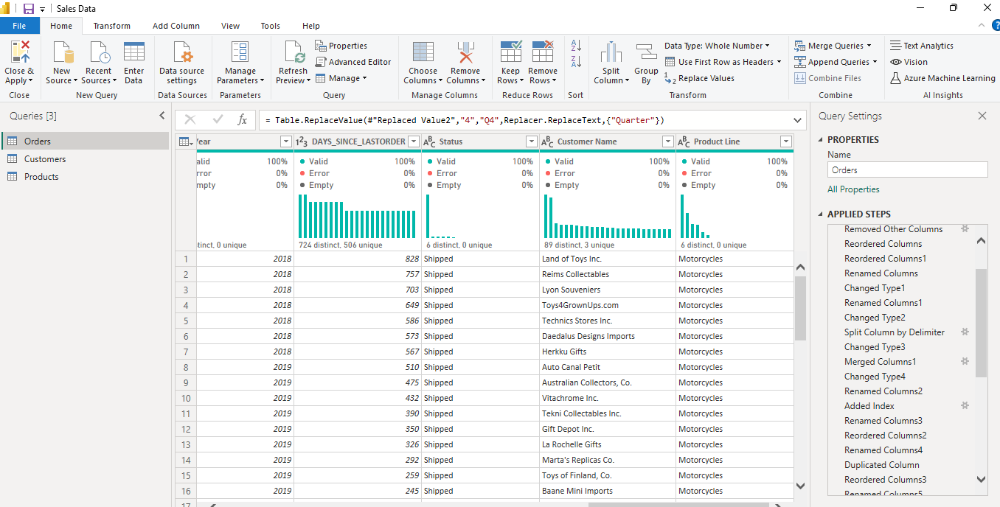 Sales Data
File Home Transform Add Column View Tools Help
Close & Apply
Close
New Source
Recent Sources
Enter Data
New Query
Data source settings
Data Sources
Manage Parameters
Parameters
Refresh Preview
Properties
Advanced Editor
Manage
Query
Choose Columns
Remove Columns
Manage Columns
Keep Rows
Remove Rows
Reduce Rows
A Z
Z A
Sort
Split Column
Group By
Data Type: Whole Number
Use First Row as Headers
1 2 Replace Values
Transform
Merge Queries
Append Queries
Combine Files
Combine
Text Analytics
Vision
Azure Machine Learning
AI Insights
?
Queries [3]
Orders
Customers
Products
fx = Table.ReplaceValue(#"Replaced Value2","4","Q4",Replacer.ReplaceText,{"Quarter"})
Year 123 DAYS_SINCE_LASTORDER ABC Status ABC Customer Name ABC Product Line
alid 100% Valid 100% Valid 100% Valid 100% Valid 100%
rror 0% Error 0% Error 0% Error 0% Error 0%
mpty 0% Empty 0% Empty 0% Empty 0% Empty 0%
tinct, 0 unique 724 distinct, 506 unique 6 distinct, 0 unique 89 distinct, 3 unique 6 distinct, 0 unique
1 2018 828 Shipped Land of Toys Inc. Motorcycles
2 2018 757 Shipped Reims Collectables Motorcycles
3 2018 703 Shipped Lyon Souveniers Motorcycles
4 2018 649 Shipped Toys4GrownUps.com Motorcycles
5 2018 586 Shipped Technics Stores Inc. Motorcycles
6 2018 573 Shipped Daedalus Designs Imports Motorcycles
7 2018 567 Shipped Herkku Gifts Motorcycles
8 2019 510 Shipped Auto Canal Petit Motorcycles
9 2019 475 Shipped Australian Collectors, Co. Motorcycles
10 2019 432 Shipped Vitachrome Inc. Motorcycles
11 2019 390 Shipped Tekni Collectables Inc. Motorcycles
12 2019 350 Shipped Gift Depot Inc. Motorcycles
13 2019 326 Shipped La Rochelle Gifts Motorcycles
14 2019 292 Shipped Marta's Replicas Co. Motorcycles
15 2019 259 Shipped Toys of Finland, Co. Motorcycles
16 2019 245 Shipped Baane Mini Imports Motorcycles
17
Query Settings
PROPERTIES
Name
Orders
All Properties
APPLIED STEPS
Removed Other Columns
Reordered Columns
Reordered Columns1
Renamed Columns
Changed Type1
Renamed Columns1
Changed Type2
Split Column by Delimiter
Changed Type3
Merged Columns1
Changed Type4
Renamed Columns2
Added Index
Renamed Columns3
Reordered Columns2
Renamed Columns4
Duplicated Column
Reordered Columns3
Renamed Columns5